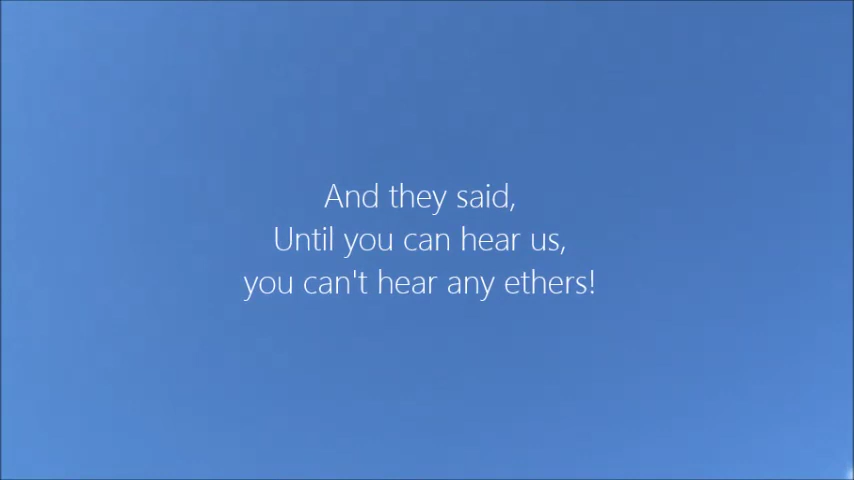 And they said,
Until you can hear us,
you can't hear any ethers!